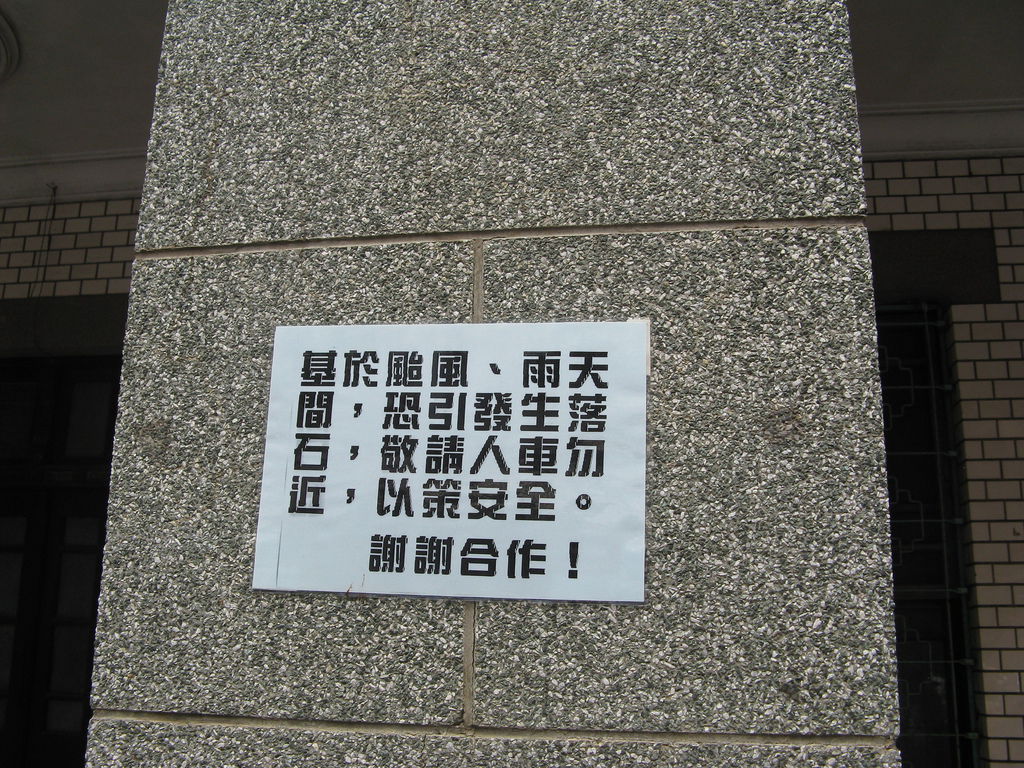 基於颱風、雨天
間，恐引發生落
石，敬請人車勿
近，以策安全。
謝謝合作！